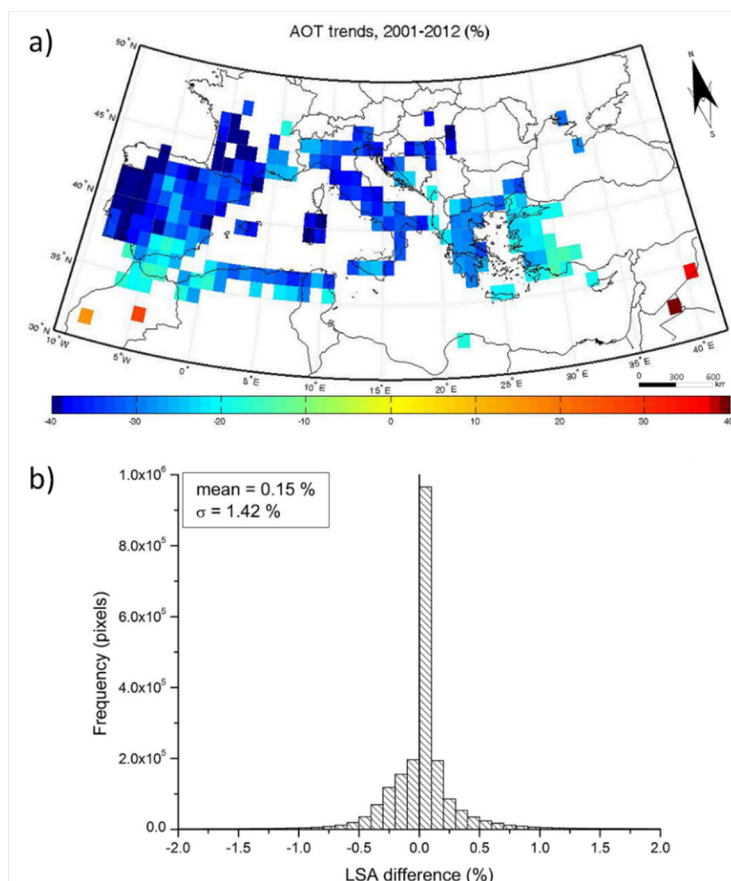 a)
AOT trends, 2001-2012 (%)
50°N
45°N
40°N
35°N
30°N
10°W
5°W
0°
5°E
10°E
15°E
20°E
25°E
30°E
35°E
40°E
N
S
0 300 600
km
-40 -30 -20 -10 0 10 20 30 40
b)
mean = 0.15 %
σ = 1.42 %
Frequency (pixels)
1.0x10⁶
8.0x10⁵
6.0x10⁵
4.0x10⁵
2.0x10⁵
0.0
-2.0 -1.5 -1.0 -0.5 0.0 0.5 1.0 1.5 2.0
LSA difference (%)